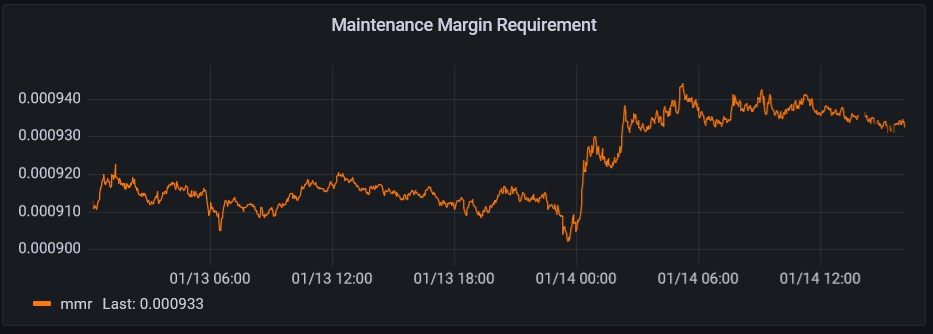 Maintenance Margin Requirement
0.000940
0.000930
0.000920
0.000910
0.000900
01/13 06:00 01/13 12:00 01/13 18:00 01/14 00:00 01/14 06:00 01/14 12:00
mmr Last: 0.000933